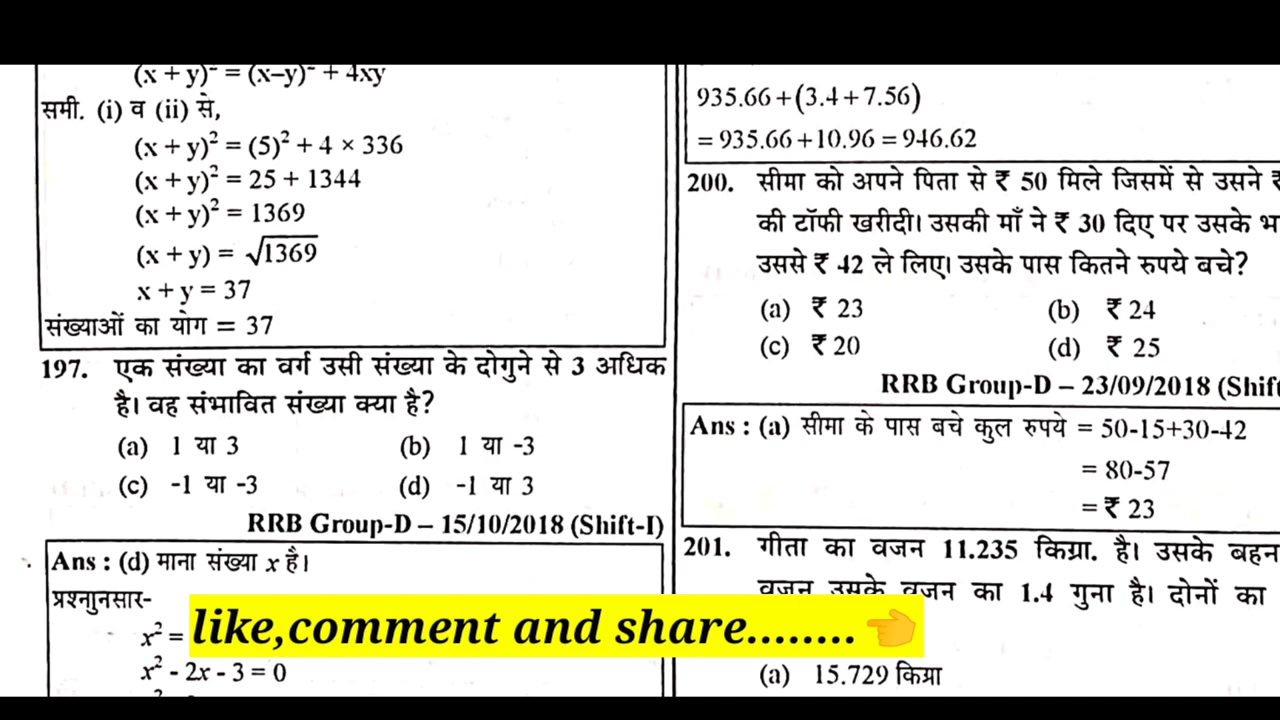 (x + y)² = (x–y)² + 4xy
समी. (i) व (ii) से,
(x + y)² = (5)² + 4 × 336
(x + y)² = 25 + 1344
(x + y)² = 1369
(x + y) = √1369
x + y = 37
संख्याओं का योग = 37
197. एक संख्या का वर्ग उसी संख्या के दोगुने से 3 अधिक
है। वह संभावित संख्या क्या है?
(a) 1 या 3 (b) 1 या -3
(c) -1 या -3 (d) -1 या 3
RRB Group-D – 15/10/2018 (Shift-I)
Ans : (d) माना संख्या x है।
प्रश्नाुनसार-
x² =
x² - 2x - 3 = 0
935.66 + (3.4 + 7.56)
= 935.66 + 10.96 = 946.62
200. सीमा को अपने पिता से ₹ 50 मिले जिसमें से उसने ₹
की टॉफी खरीदी। उसकी माँ ने ₹ 30 दिए पर उसके
उससे ₹ 42 ले लिए। उसके पास कितने रुपये बचे?
(a) ₹ 23 (b) ₹ 24
(c) ₹ 20 (d) ₹ 25
RRB Group-D – 23/09/2018 (Shift
Ans : (a) सीमा के पास बचे कुल रुपये = 50-15+30-42
= 80-57
= ₹ 23
201. गीता का वजन 11.235 किग्रा. है। उसके बहन
वजन उसके वजन का 1.4 गुना है। दोनों का
(a) 15.729 किग्रा
like,comment and share........